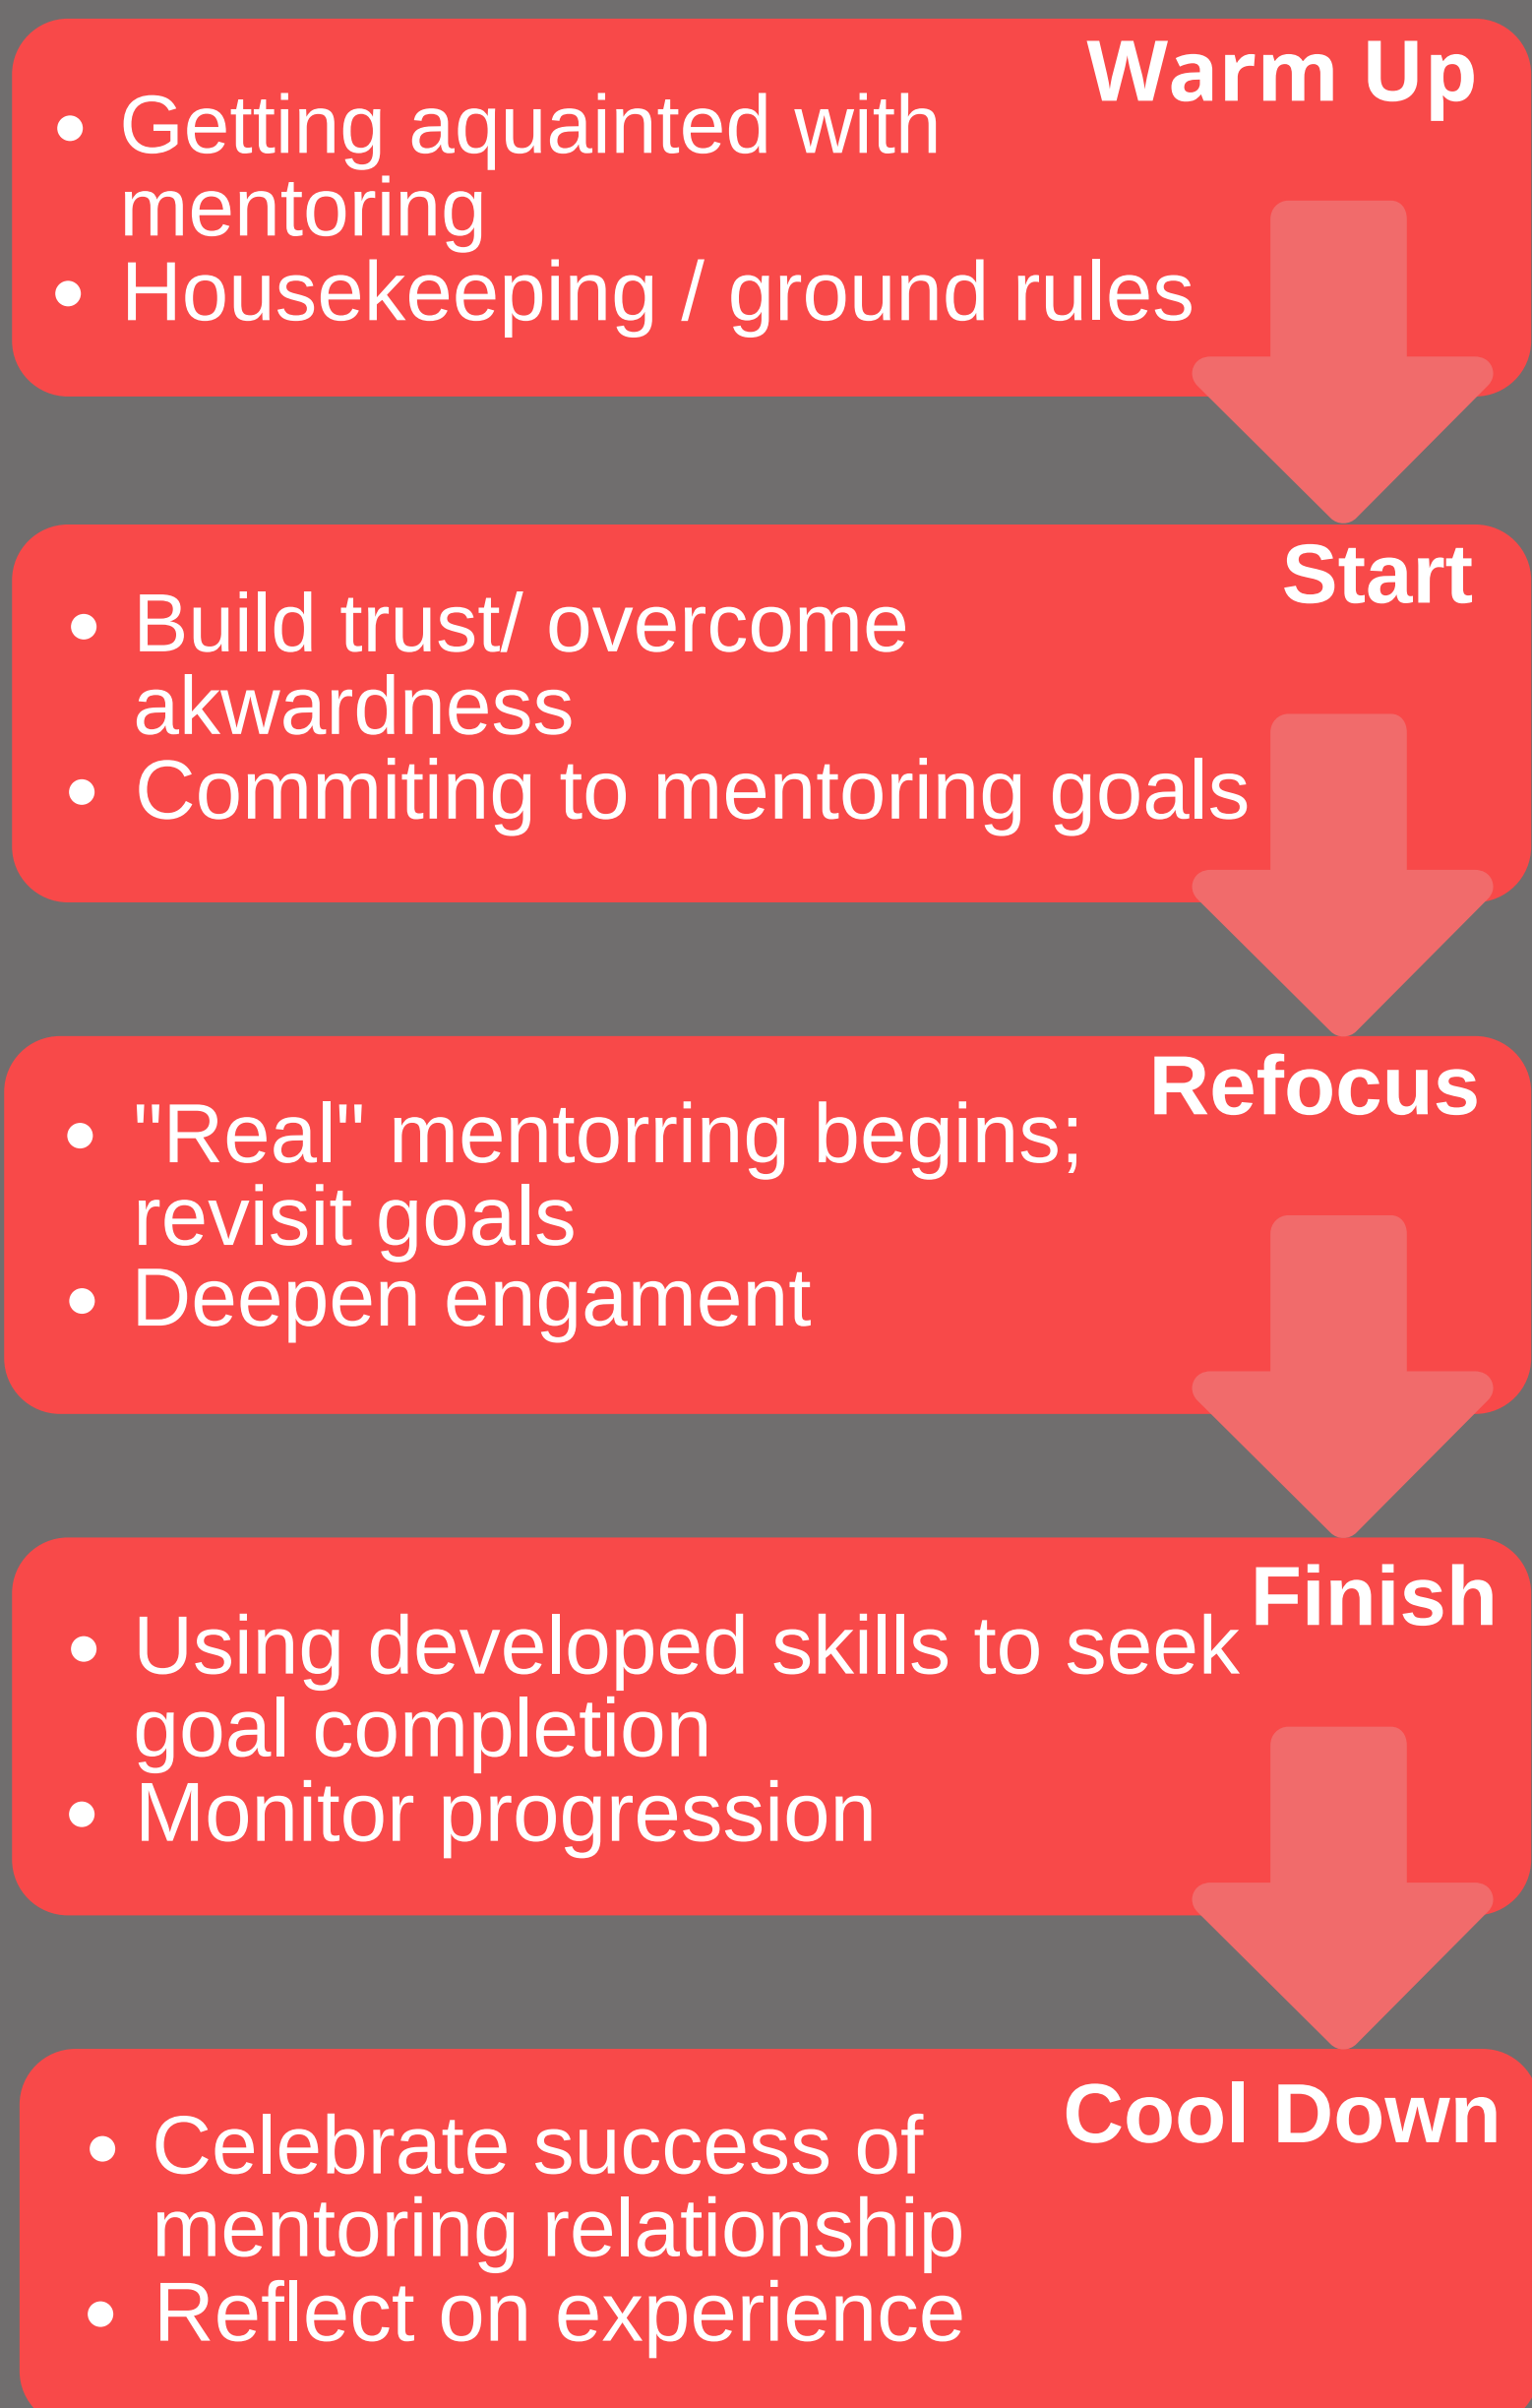 Warm Up
• Getting aquainted with
mentoring
• Housekeeping / ground rules
Start
• Build trust/ overcome
akwardness
• Commiting to mentoring goals
Refocus
• "Real" mentorring begins;
revisit goals
• Deepen engament
Finish
• Using developed skills to seek
goal completion
• Monitor progression
Cool Down
• Celebrate success of
mentoring relationship
• Reflect on experience